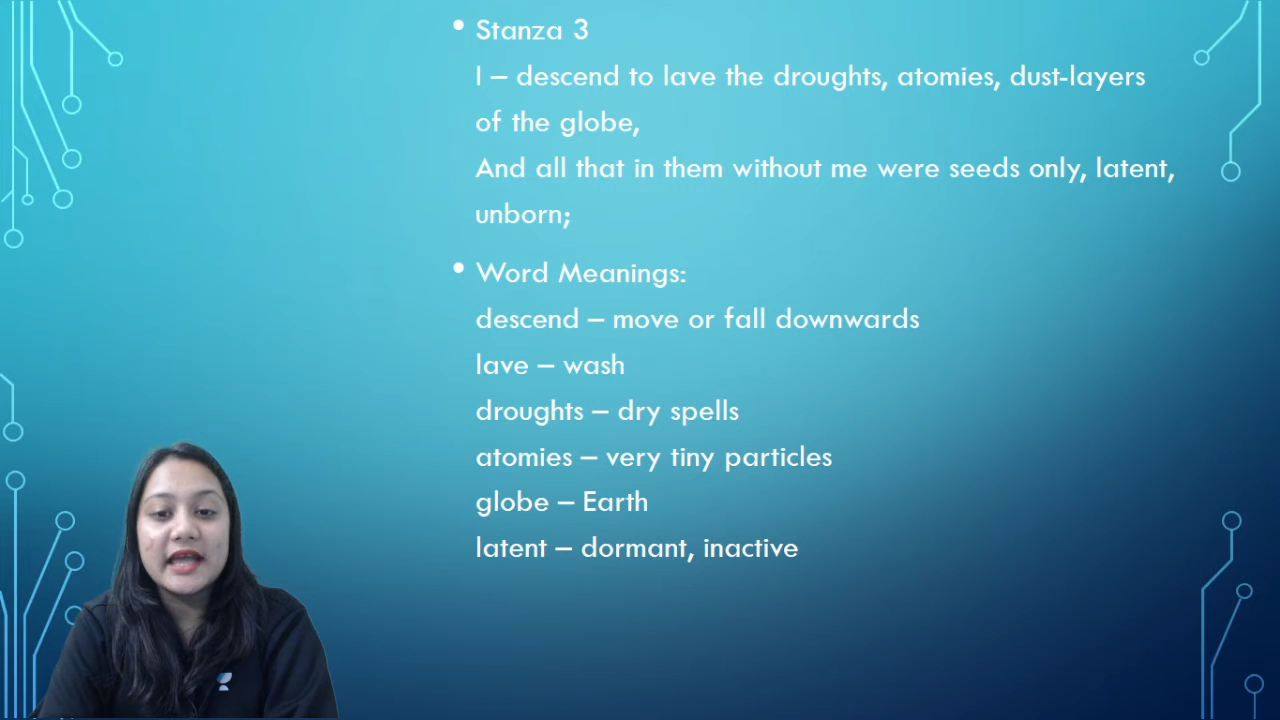 • Stanza 3
I – descend to lave the droughts, atomies, dust-layers
of the globe,
And all that in them without me were seeds only, latent,
unborn;
• Word Meanings:
descend – move or fall downwards
lave – wash
droughts – dry spells
atomies – very tiny particles
globe – Earth
latent – dormant, inactive